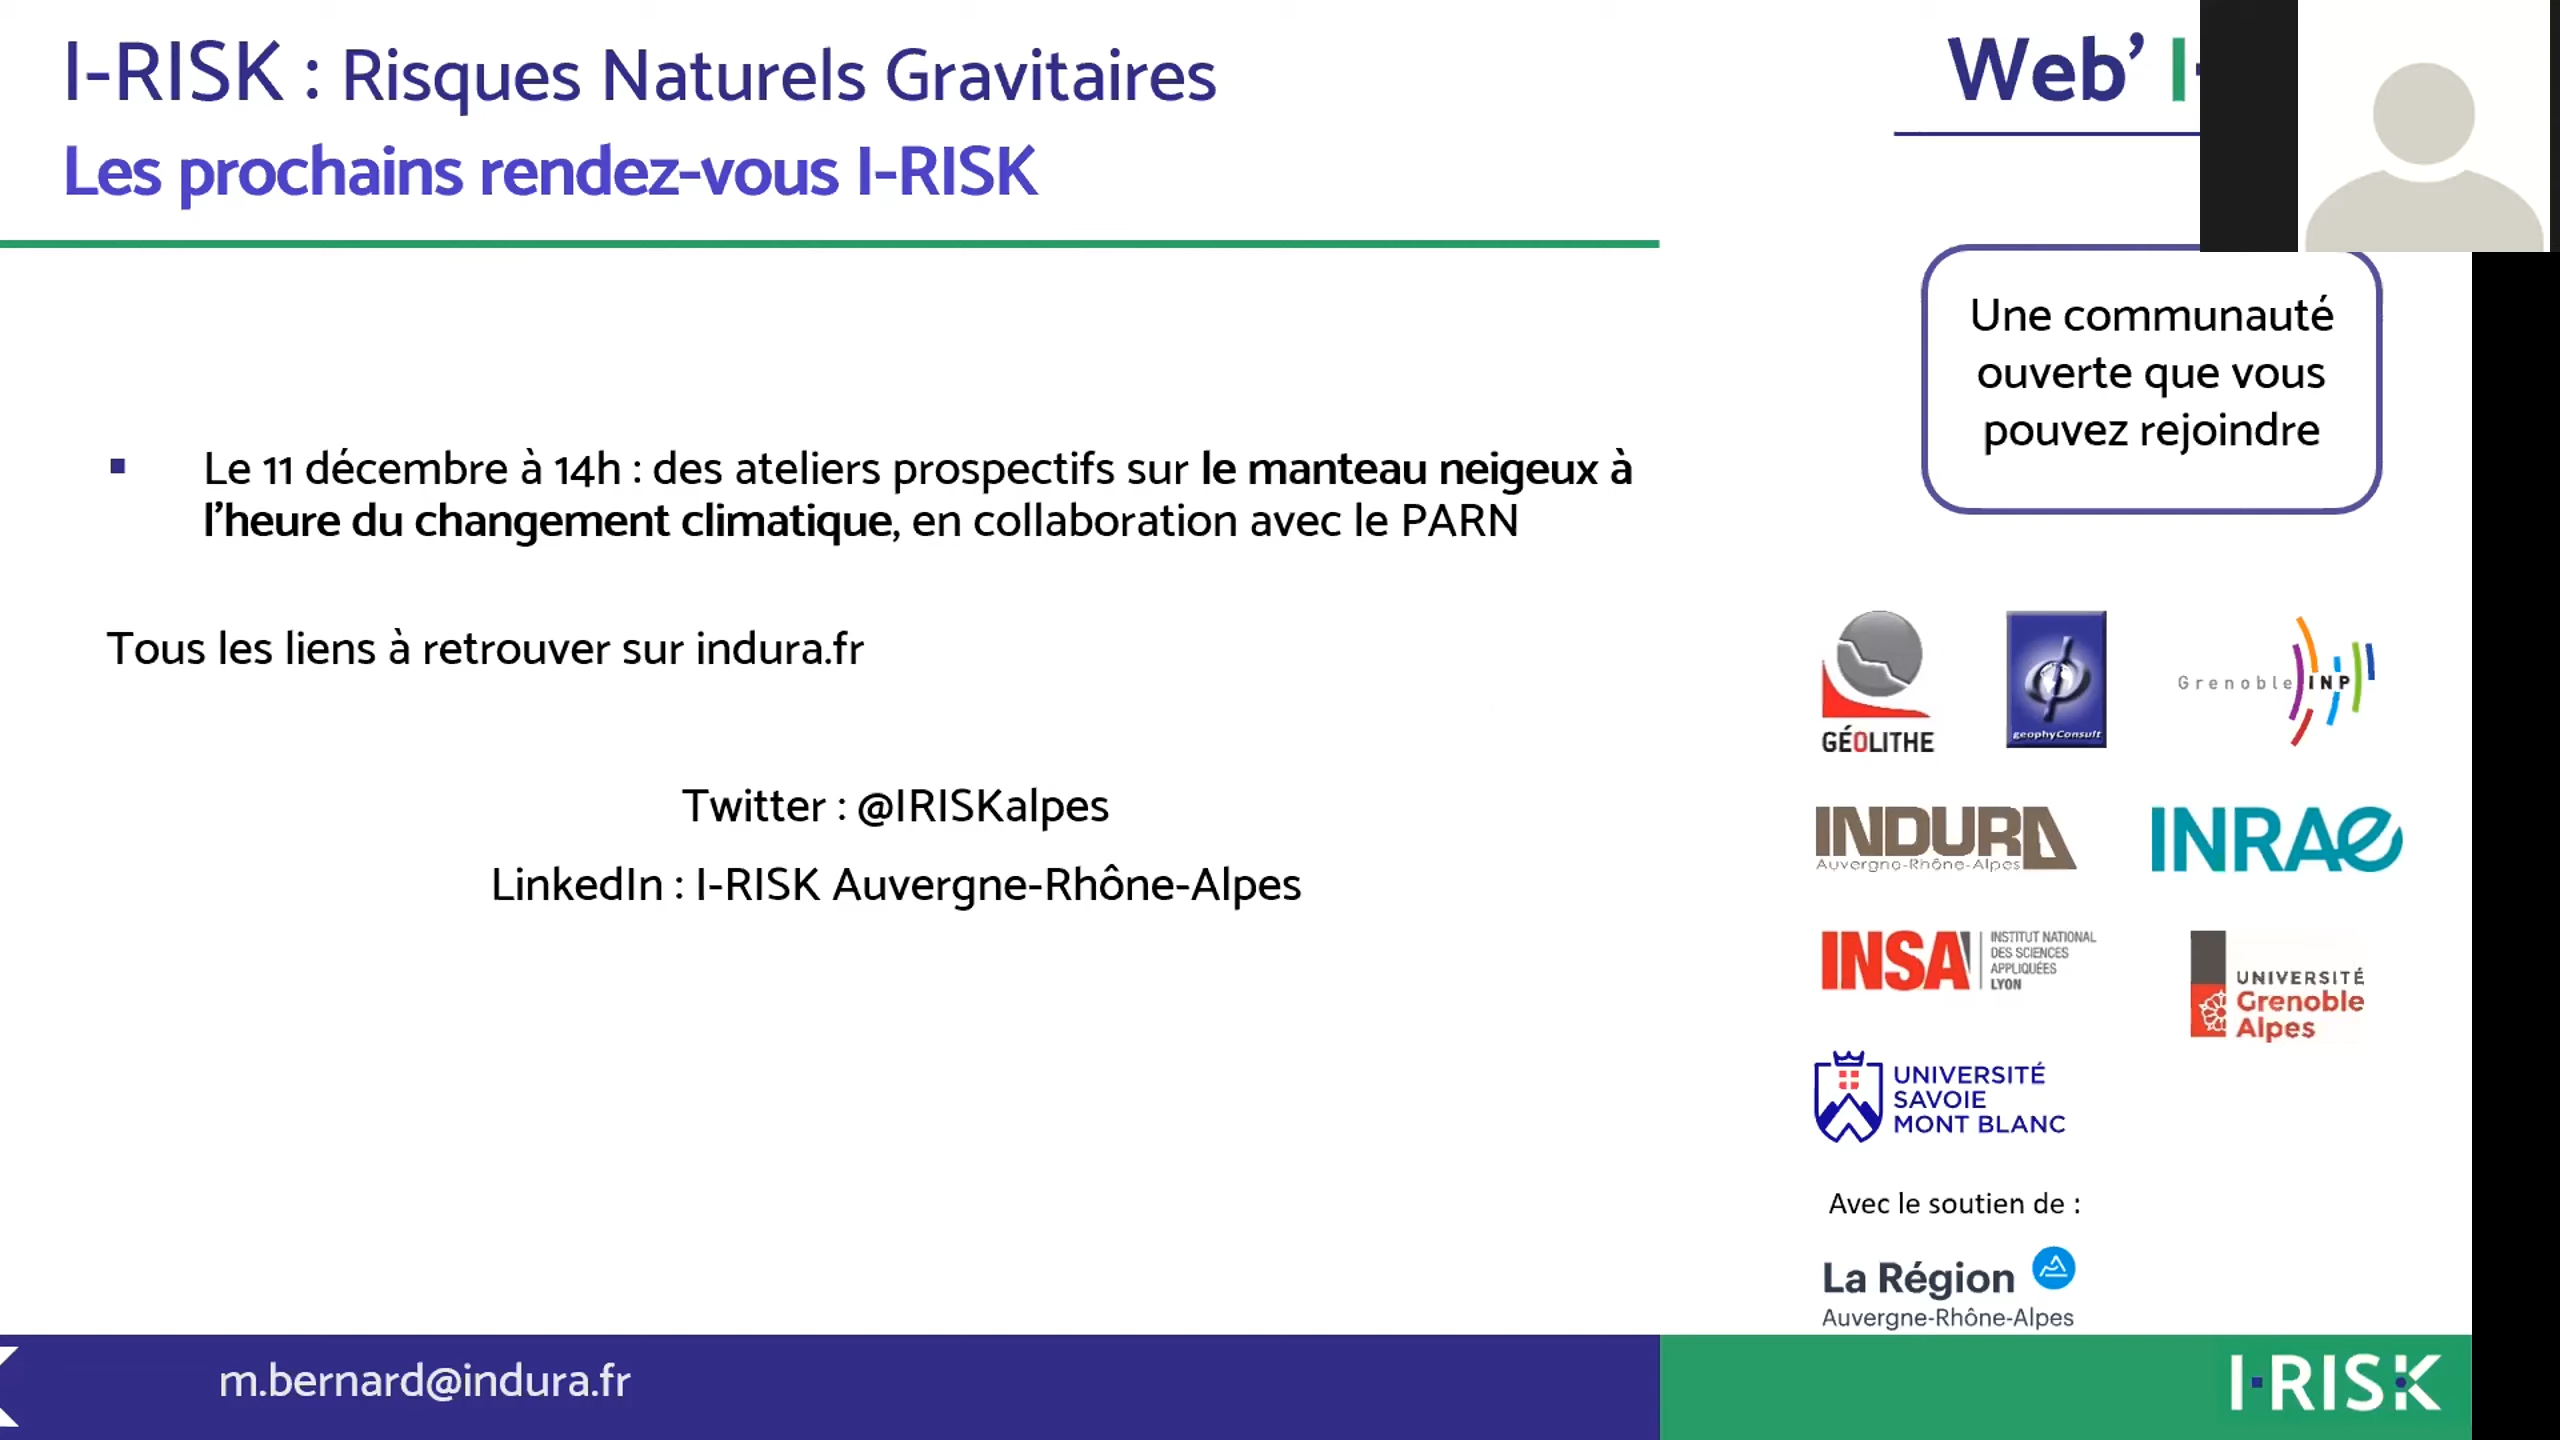 I-RISK : Risques Naturels Gravitaires
Les prochains rendez-vous I-RISK
Web’ I-
Une communauté
ouverte que vous
pouvez rejoindre
▪ Le 11 décembre à 14h : des ateliers prospectifs sur le manteau neigeux à
l’heure du changement climatique, en collaboration avec le PARN
Tous les liens à retrouver sur indura.fr
Twitter : @IRISKalpes
LinkedIn : I-RISK Auvergne-Rhône-Alpes
GÉOLITHE
geophyConsult
Grenoble INP
INDURA
Auvergne-Rhône-Alpes
INRAE
INSA
INSTITUT NATIONAL
DES SCIENCES
APPLIQUÉES
LYON
UNIVERSITÉ
Grenoble
Alpes
UNIVERSITÉ
SAVOIE
MONT BLANC
Avec le soutien de :
La Région
Auvergne-Rhône-Alpes
m.bernard@indura.fr
I·RISK